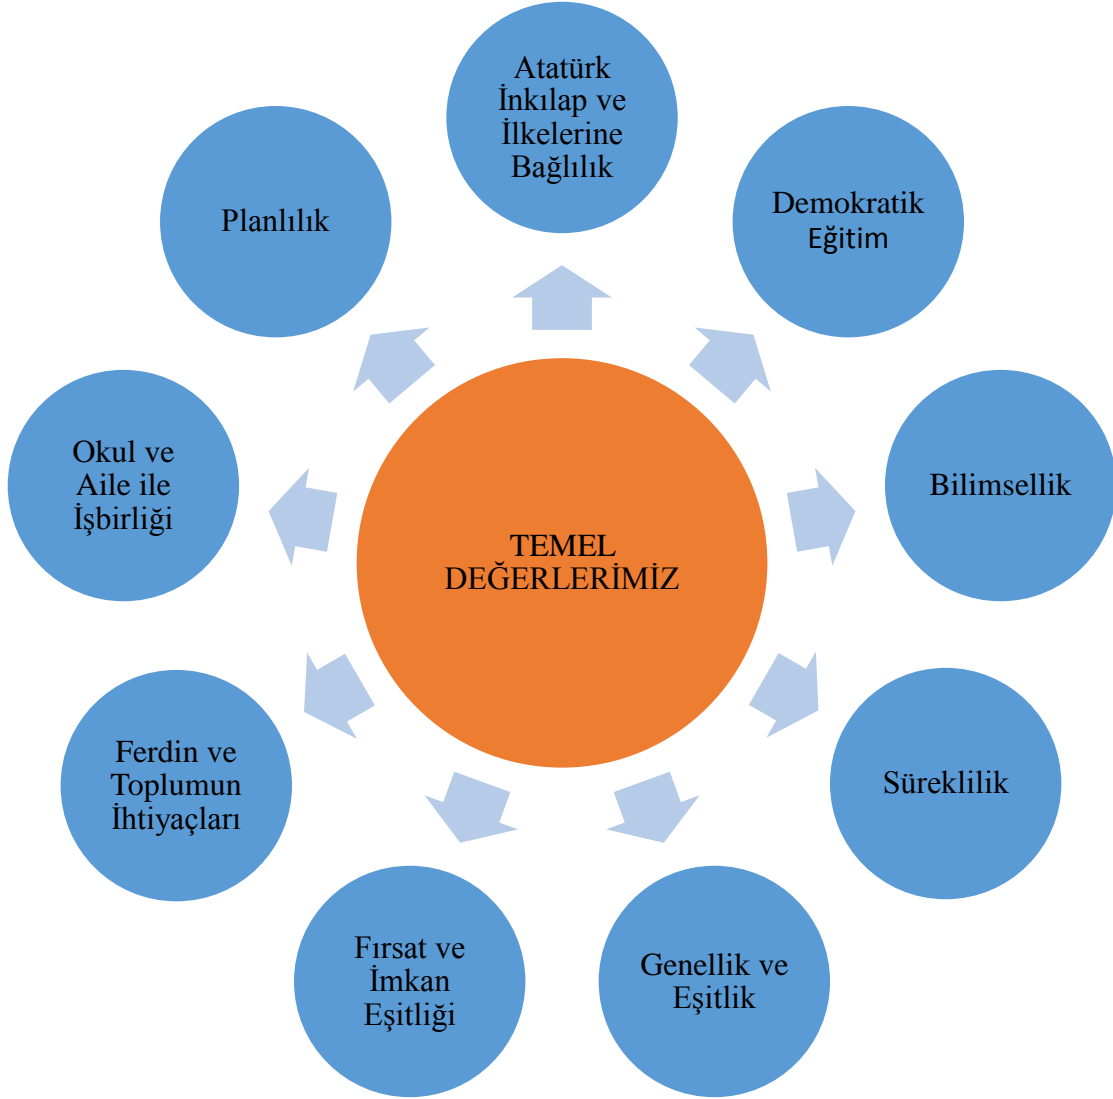 Atatürk
İnkılap ve
İlkelerine
Bağlılık
Demokratik
Eğitim
Bilimsellik
Süreklilik
Genellik ve
Eşitlik
Fırsat ve
İmkan
Eşitliği
Ferdin ve
Toplumun
İhtiyaçları
Okul ve
Aile ile
İşbirliği
Planlılık
TEMEL
DEĞERLERİMİZ